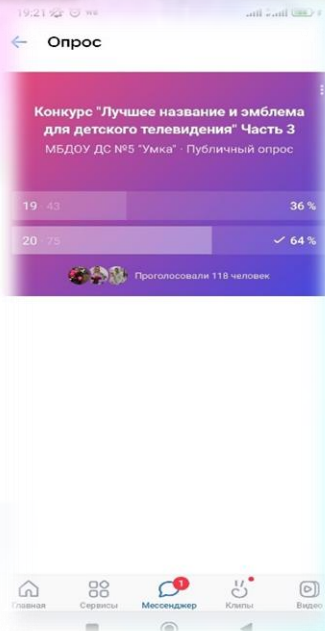 19:21
Опрос
Конкурс "Лучшее название и эмблема
для детского телевидения" Часть 3
МБДОУ ДС №5 "Умка" · Публичный опрос
19 · 43 36 %
20 · 75 64 %
Проголосовали 118 человек
1
Главная Сервисы Мессенджер Клипы Видео